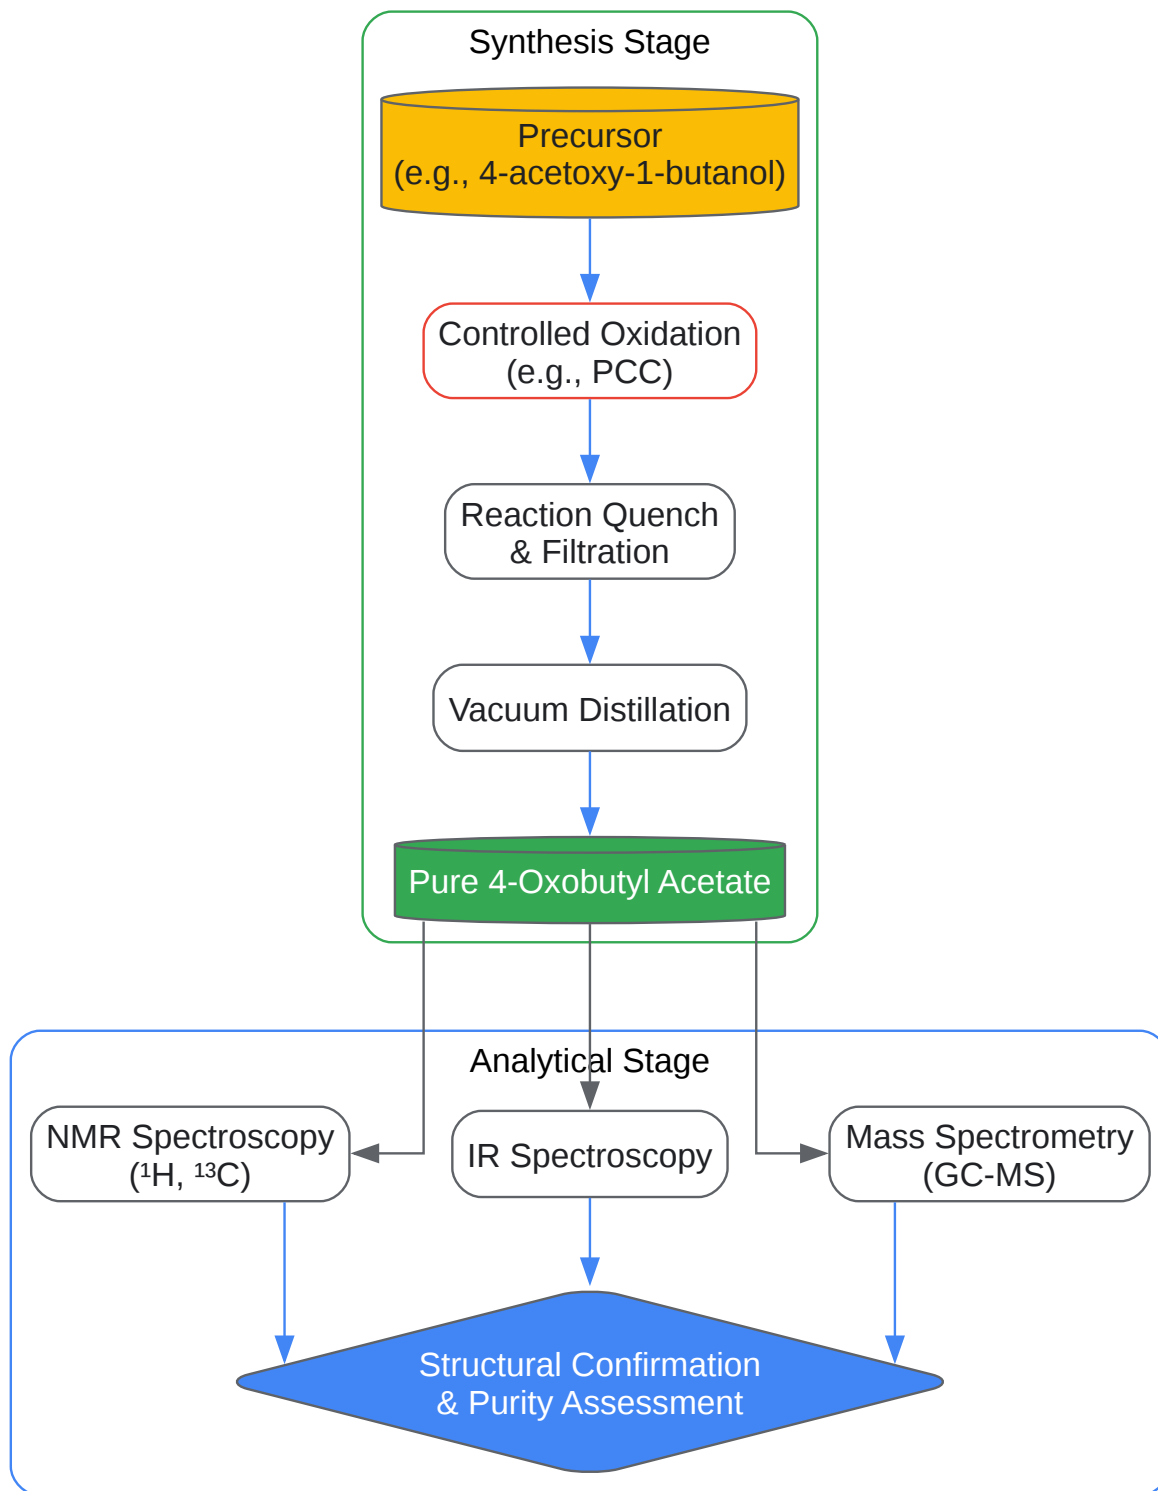 Synthesis Stage
Precursor
(e.g., 4-acetoxy-1-butanol)
Controlled Oxidation
(e.g., PCC)
Reaction Quench
& Filtration
Vacuum Distillation
Pure 4-Oxobutyl Acetate
Analytical Stage
NMR Spectroscopy
(¹H, ¹³C)
IR Spectroscopy
Mass Spectrometry
(GC-MS)
Structural Confirmation
& Purity Assessment